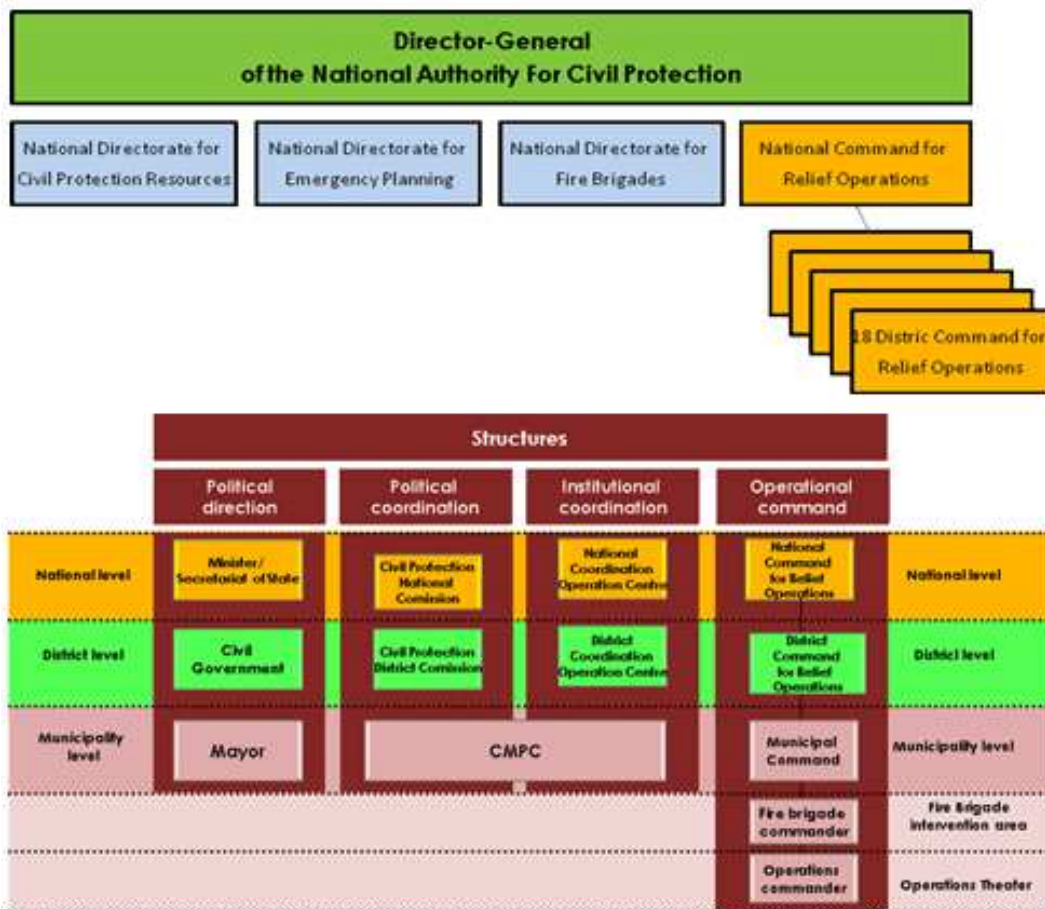 Director-General
of the National Authority For Civil Protection
National Directorate for
Civil Protection Resources
National Directorate for
Emergency Planning
National Directorate for
Fire Brigades
National Command for
Relief Operations
18 Distric Command for
Relief Operations
Structures
Political
direction
Political
coordination
Institutional
coordination
Operational
command
National level
Minister/
Secretariat of State
Civil Protection
National
Comission
National
Coordination
Operation Centre
National
Command
for Relief
Operations
National level
District level
Civil
Government
Civil Protection
District Comission
District
Coordination
Operation Centre
District
Command
for Relief
Operations
District level
Municipality
level
Mayor
CMPC
Municipal
Command
Municipality level
Fire brigade
commander
Fire Brigade
intervention area
Operations
commander
Operations Theater